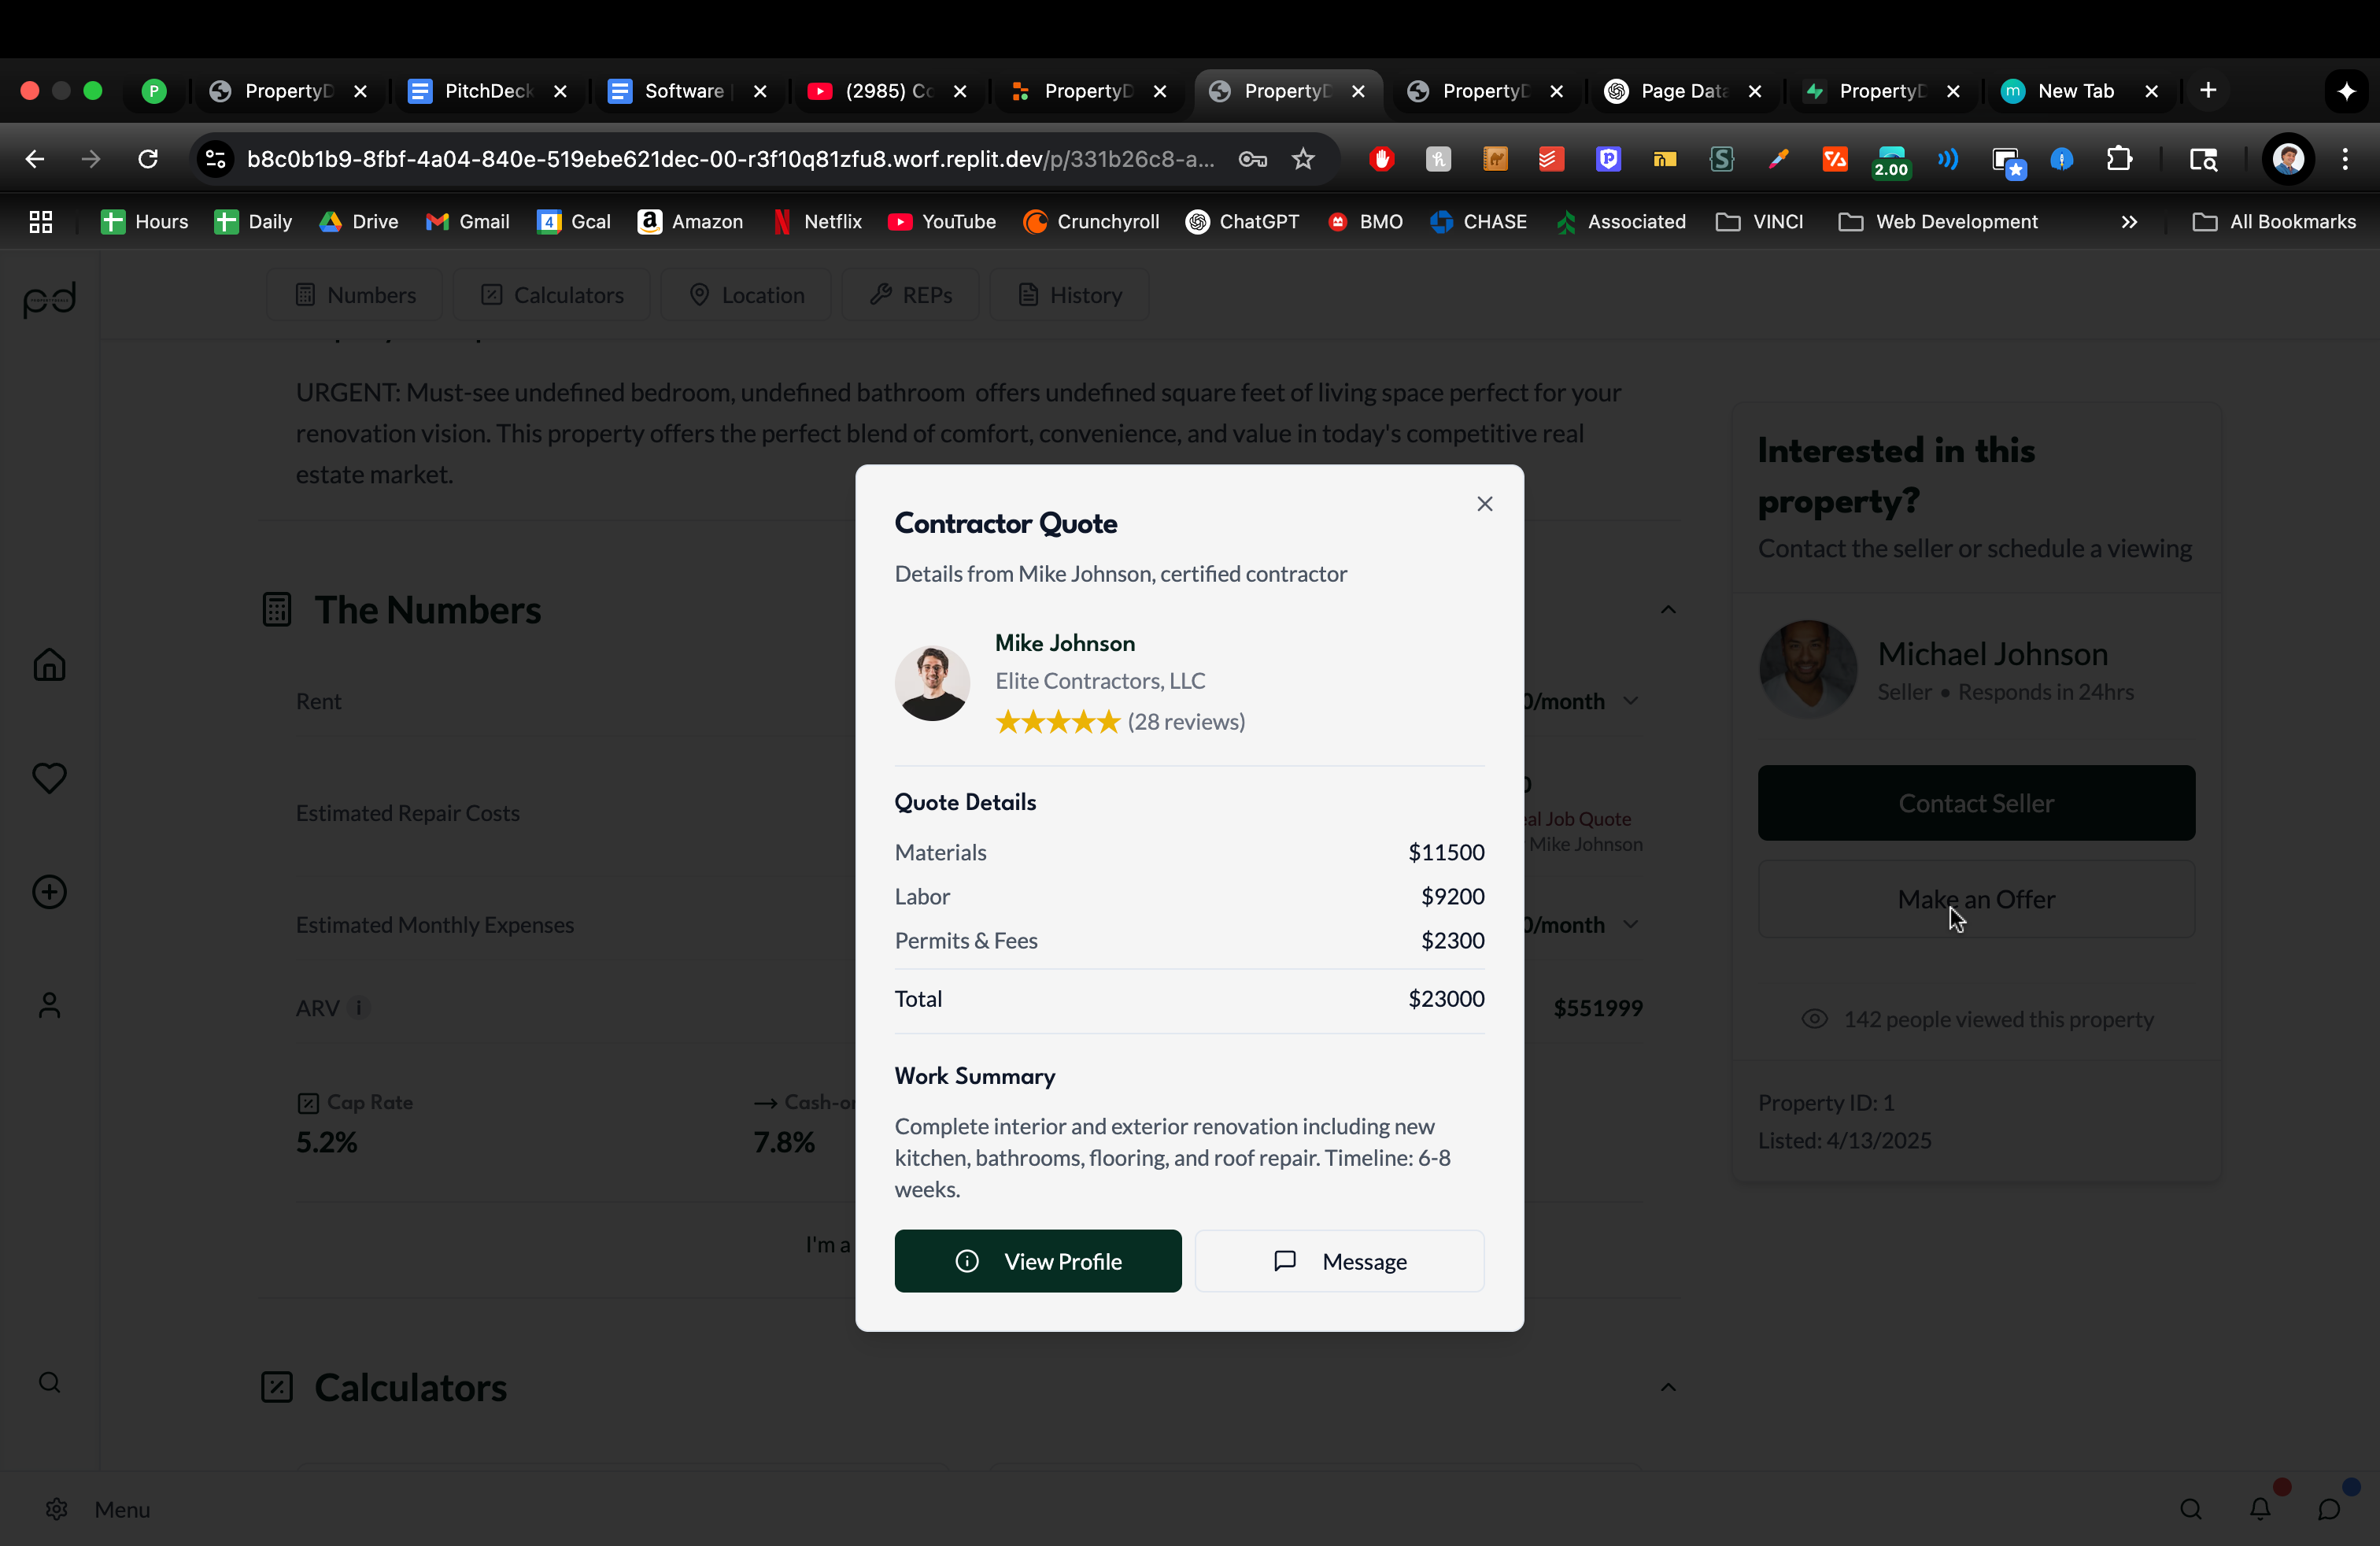 P
PropertyD
PitchDeck
Software
(2985) Co
PropertyD
PropertyD
PropertyD
Page Data
PropertyD
m
New Tab
b8c0b1b9-8fbf-4a04-840e-519ebe621dec-00-r3f10q81zfu8.worf.replit.dev/p/331b26c8-a...
2.00
Hours
Daily
Drive
Gmail
4
Gcal
Amazon
Netflix
YouTube
Crunchyroll
ChatGPT
BMO
CHASE
Associated
VINCI
Web Development
All Bookmarks
pd
Numbers
Calculators
Location
REPs
History
URGENT: Must-see undefined bedroom, undefined bathroom offers undefined square feet of living space perfect for your
renovation vision. This property offers the perfect blend of comfort, convenience, and value in today's competitive real
estate market.
The Numbers
Rent
0/month
Estimated Repair Costs
0
eal Job Quote
Mike Johnson
Estimated Monthly Expenses
0/month
ARV i
$551999
Cap Rate
5.2%
Cash-on
7.8%
I'm a
Calculators
Contractor Quote
Details from Mike Johnson, certified contractor
Mike Johnson
Elite Contractors, LLC
★★★★★ (28 reviews)
Quote Details
Materials $11500
Labor $9200
Permits & Fees $2300
Total $23000
Work Summary
Complete interior and exterior renovation including new
kitchen, bathrooms, flooring, and roof repair. Timeline: 6-8
weeks.
View Profile
Message
Interested in this
property?
Contact the seller or schedule a viewing
Michael Johnson
Seller • Responds in 24hrs
Contact Seller
Make an Offer
142 people viewed this property
Property ID: 1
Listed: 4/13/2025
Menu